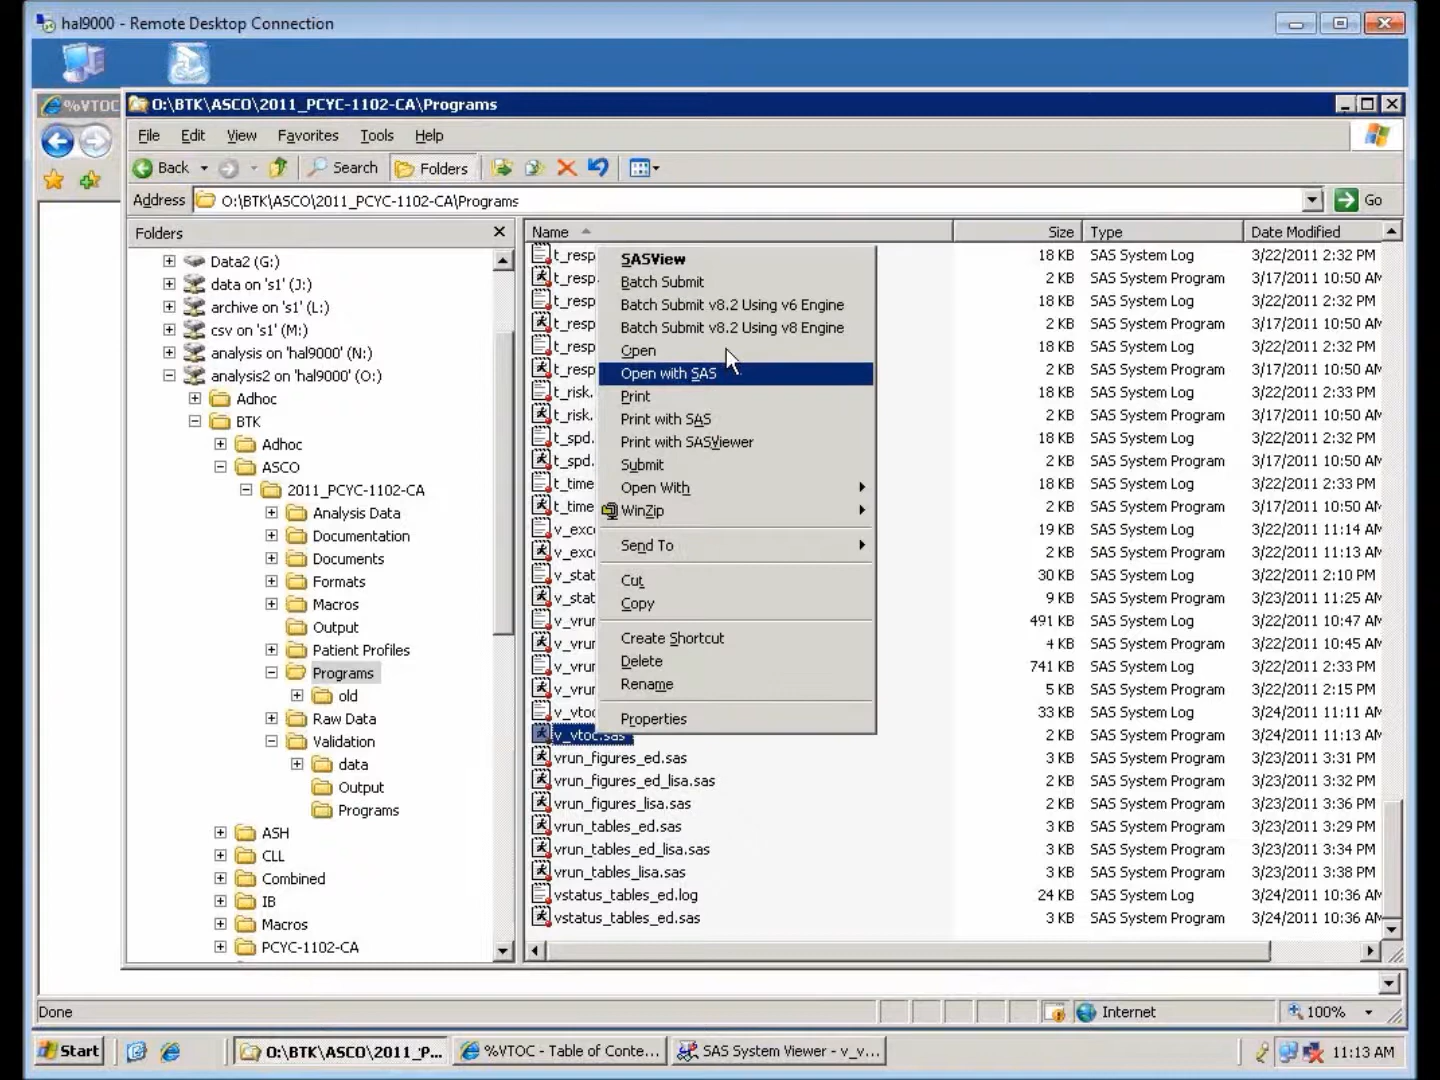 hal9000 - Remote Desktop Connection
%VTOC
O:\BTK\ASCO\2011_PCYC-1102-CA\Programs
File Edit View Favorites Tools Help
Back Search Folders
Address O:\BTK\ASCO\2011_PCYC-1102-CA\Programs Go
Folders
Name Size Type Date Modified
Data2 (G:)
data on 's1' (J:)
archive on 's1' (L:)
csv on 's1' (M:)
analysis on 'hal9000' (N:)
analysis2 on 'hal9000' (O:)
Adhoc
BTK
Adhoc
ASCO
2011_PCYC-1102-CA
Analysis Data
Documentation
Documents
Formats
Macros
Output
Patient Profiles
Programs
old
Raw Data
Validation
data
Output
Programs
ASH
CLL
Combined
IB
Macros
PCYC-1102-CA
t_resp 18 KB SAS System Log 3/22/2011 2:32 PM
t_resp. 2 KB SAS System Program 3/17/2011 10:50 AM
t_resp 18 KB SAS System Log 3/22/2011 2:32 PM
t_resp 2 KB SAS System Program 3/17/2011 10:50 AM
t_resp 18 KB SAS System Log 3/22/2011 2:32 PM
t_resp 2 KB SAS System Program 3/17/2011 10:50 AM
t_risk. 18 KB SAS System Log 3/22/2011 2:33 PM
t_risk. 2 KB SAS System Program 3/17/2011 10:50 AM
t_spd. 18 KB SAS System Log 3/22/2011 2:32 PM
t_spd. 2 KB SAS System Program 3/17/2011 10:50 AM
t_time 18 KB SAS System Log 3/22/2011 2:33 PM
t_time 2 KB SAS System Program 3/17/2011 10:50 AM
v_exc 19 KB SAS System Log 3/22/2011 11:14 AM
v_exc 2 KB SAS System Program 3/22/2011 11:13 AM
v_stat 30 KB SAS System Log 3/22/2011 2:10 PM
v_stat 9 KB SAS System Program 3/23/2011 11:25 AM
v_vrun 491 KB SAS System Log 3/22/2011 10:47 AM
v_vrun 4 KB SAS System Program 3/22/2011 10:45 AM
v_vrun 741 KB SAS System Log 3/22/2011 2:33 PM
v_vrun 5 KB SAS System Program 3/22/2011 2:15 PM
v_vtoc 33 KB SAS System Log 3/24/2011 11:11 AM
v_vtoc.sas 2 KB SAS System Program 3/24/2011 11:13 AM
vrun_figures_ed.sas 3 KB SAS System Program 3/23/2011 3:31 PM
vrun_figures_ed_lisa.sas 2 KB SAS System Program 3/23/2011 3:32 PM
vrun_figures_lisa.sas 2 KB SAS System Program 3/23/2011 3:36 PM
vrun_tables_ed.sas 3 KB SAS System Program 3/23/2011 3:29 PM
vrun_tables_ed_lisa.sas 3 KB SAS System Program 3/23/2011 3:34 PM
vrun_tables_lisa.sas 3 KB SAS System Program 3/23/2011 3:38 PM
vstatus_tables_ed.log 24 KB SAS System Log 3/24/2011 10:36 AM
vstatus_tables_ed.sas 3 KB SAS System Program 3/24/2011 10:36 AM
SASView
Batch Submit
Batch Submit v8.2 Using v6 Engine
Batch Submit v8.2 Using v8 Engine
Open
Open with SAS
Print
Print with SAS
Print with SASViewer
Submit
Open With
WinZip
Send To
Cut
Copy
Create Shortcut
Delete
Rename
Properties
Done Internet 100%
Start O:\BTK\ASCO\2011_P... %VTOC - Table of Conte... SAS System Viewer - v_v... 11:13 AM